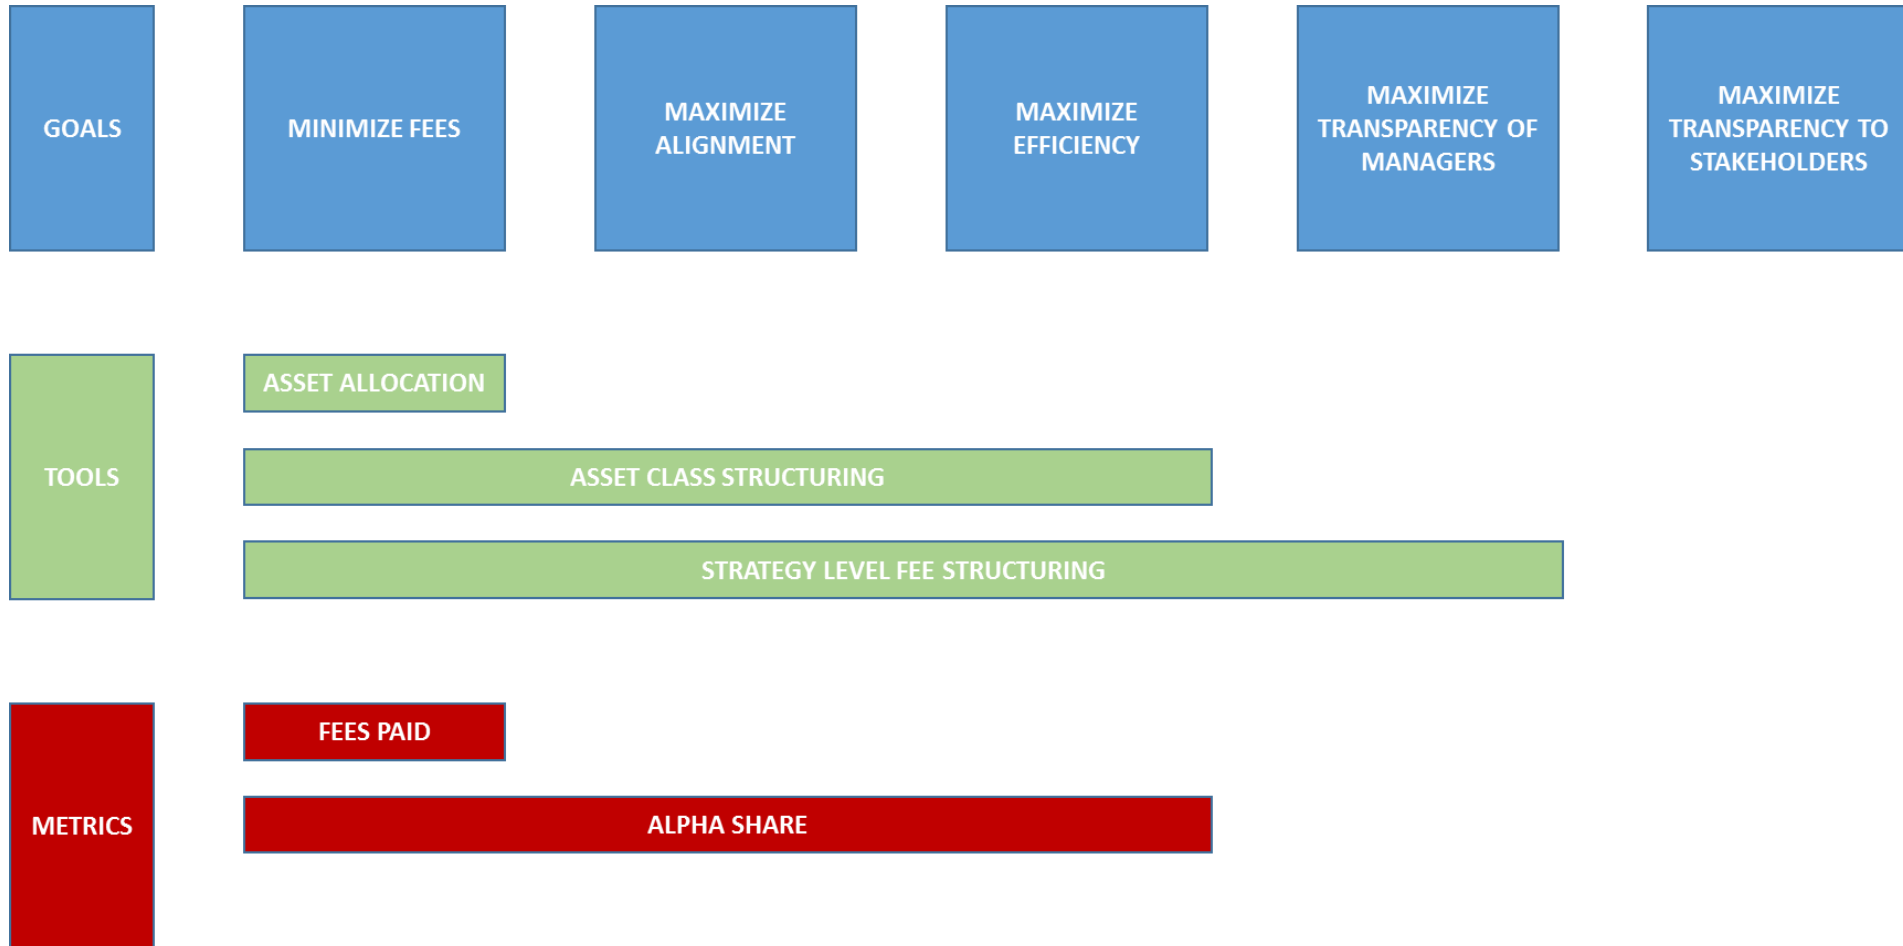 GOALS
MINIMIZE FEES
MAXIMIZE
ALIGNMENT
MAXIMIZE
EFFICIENCY
MAXIMIZE
TRANSPARENCY OF
MANAGERS
MAXIMIZE
TRANSPARENCY TO
STAKEHOLDERS
TOOLS
ASSET ALLOCATION
ASSET CLASS STRUCTURING
STRATEGY LEVEL FEE STRUCTURING
METRICS
FEES PAID
ALPHA SHARE